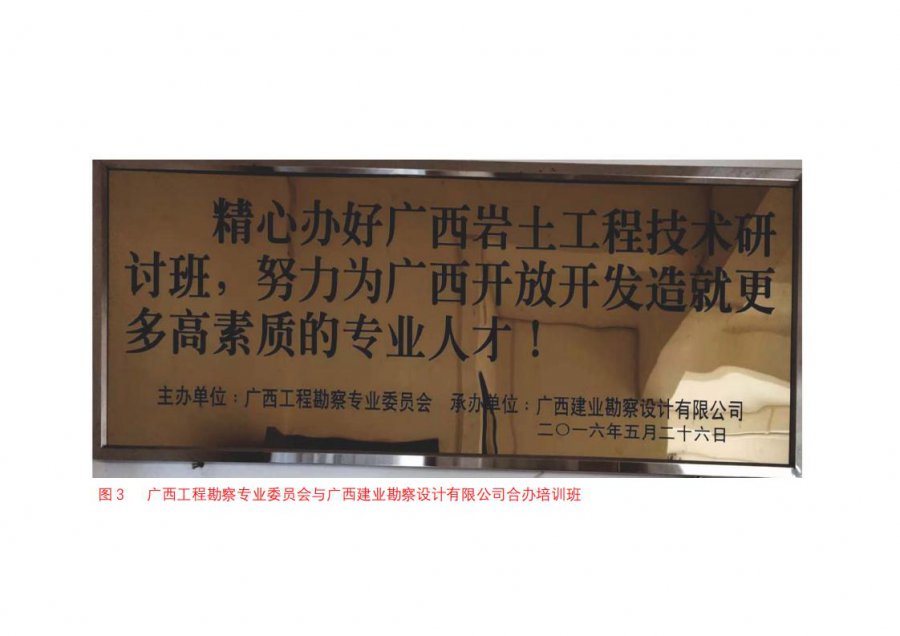 精心办好广西岩土工程技术研
讨班，努力为广西开放开发造就更
多高素质的专业人才！
主办单位：广西工程勘察专业委员会 承办单位：广西建业勘察设计有限公司
二〇一六年五月二十六日
图3 广西工程勘察专业委员会与广西建业勘察设计有限公司合办培训班